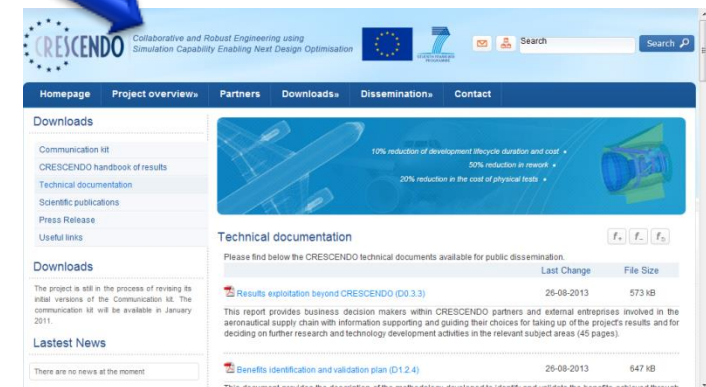 CRESCENDO
Collaborative and Robust Engineering using
Simulation Capability Enabling Next Design Optimisation
SEVENTH FRAMEWORK
PROGRAMME
Search
Search
Homepage Project overview» Partners Downloads» Dissemination» Contact
Downloads
Communication kit
CRESCENDO handbook of results
Technical documentation
Scientific publications
Press Release
Useful links
Downloads
The project is still in the process of revising its
initial versions of the Communication kit. The
communication kit will be available in January
2011.
Lastest News
There are no news at the moment
10% reduction of development lifecycle duration and cost
50% reduction in rework
20% reduction in the cost of physical tests
Technical documentation
Please find below the CRESCENDO technical documents available for public dissemination.
Last Change File Size
Results exploitation beyond CRESCENDO (D0.3.3) 26-08-2013 573 kB
This report provides business decision makers within CRESCENDO partners and external entreprises involved in the
aeronautical supply chain with information supporting and guiding their choices for taking up of the project's results and for
deciding on further research and technology development activities in the relevant subject areas (45 pages).
Benefits identification and validation plan (D1.2.4) 26-08-2013 647 kB